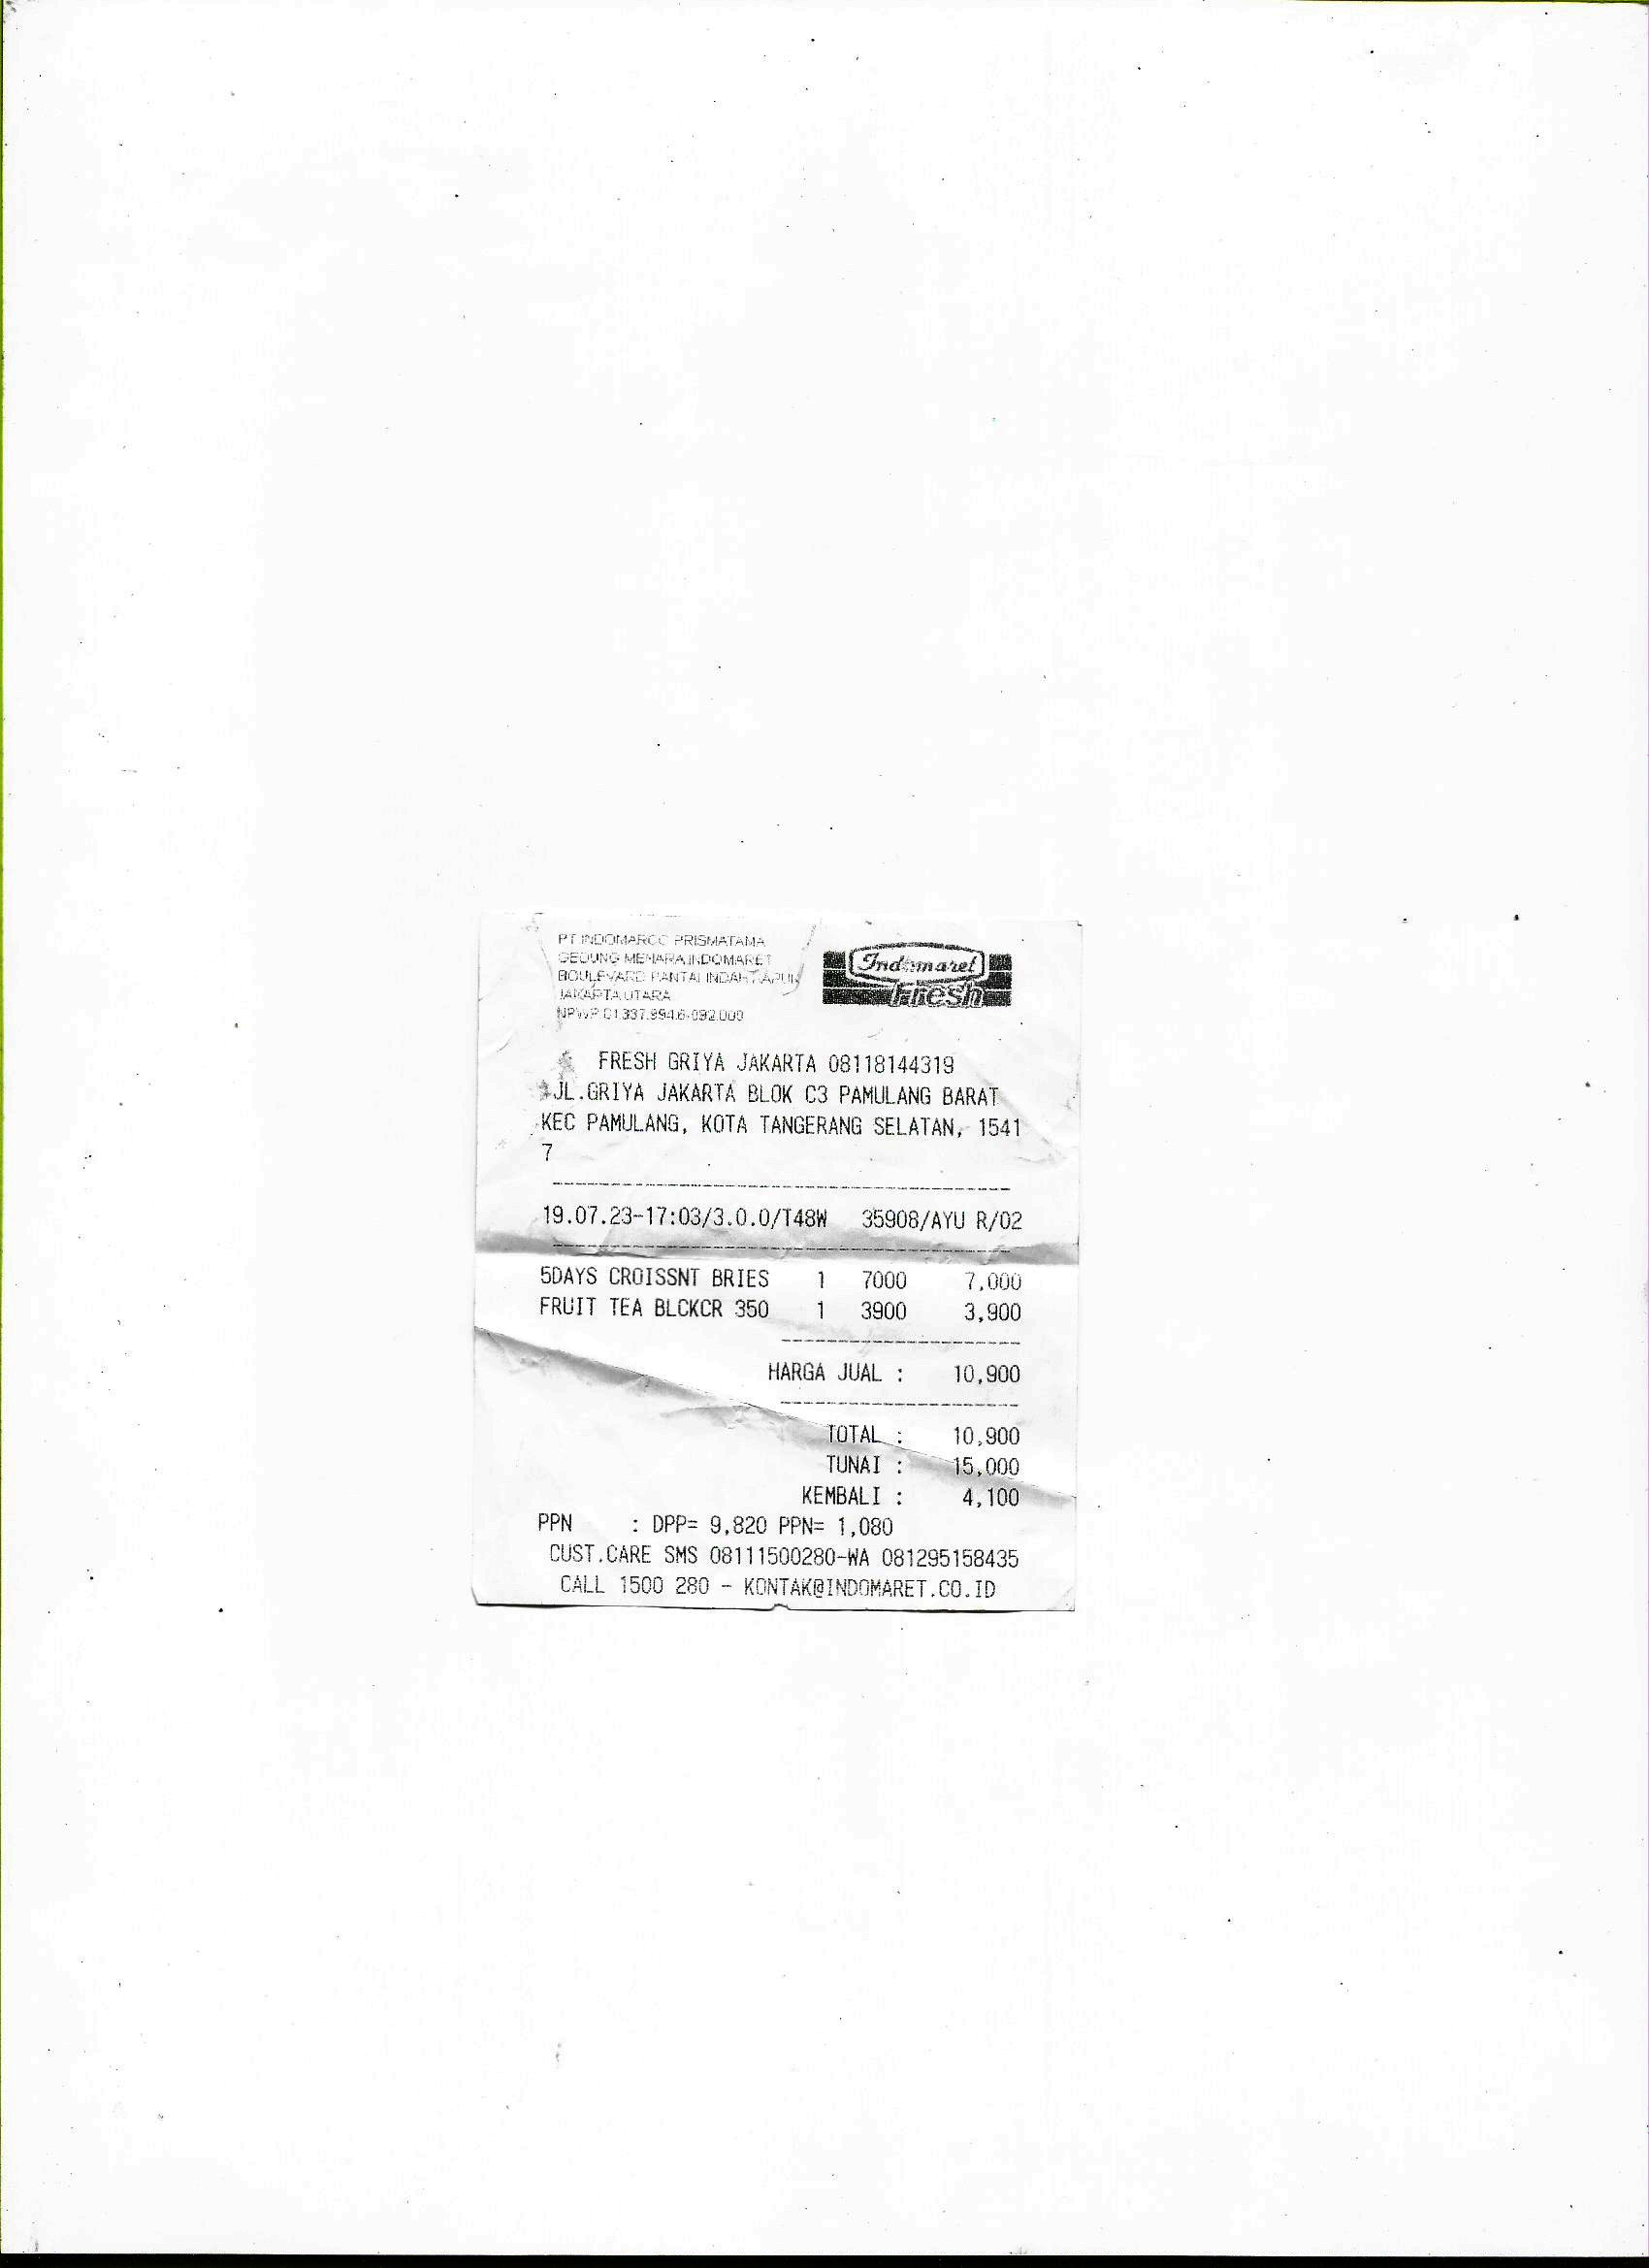 PT INDOMARCO PRISMATAMA
GEDUNG MENARA INDOMARET
BOULEVARD PANTAI INDAH KAPUK
JAKARTA UTARA
NPWP 01.337.994.6-092.000
Indomaret
Fresh
FRESH GRIYA JAKARTA 08118144319
JL.GRIYA JAKARTA BLOK C3 PAMULANG BARAT
KEC PAMULANG, KOTA TANGERANG SELATAN, 1541
7
19.07.23-17:03/3.0.0/T48W 35908/AYU R/02
5DAYS CROISSNT BRIES 1 7000 7,000
FRUIT TEA BLCKCR 350 1 3900 3,900
HARGA JUAL : 10,900
TOTAL : 10,900
TUNAI : 15,000
KEMBALI : 4,100
PPN : DPP= 9,820 PPN= 1,080
CUST.CARE SMS 08111500280-WA 081295158435
CALL 1500 280 - KONTAK@INDOMARET.CO.ID